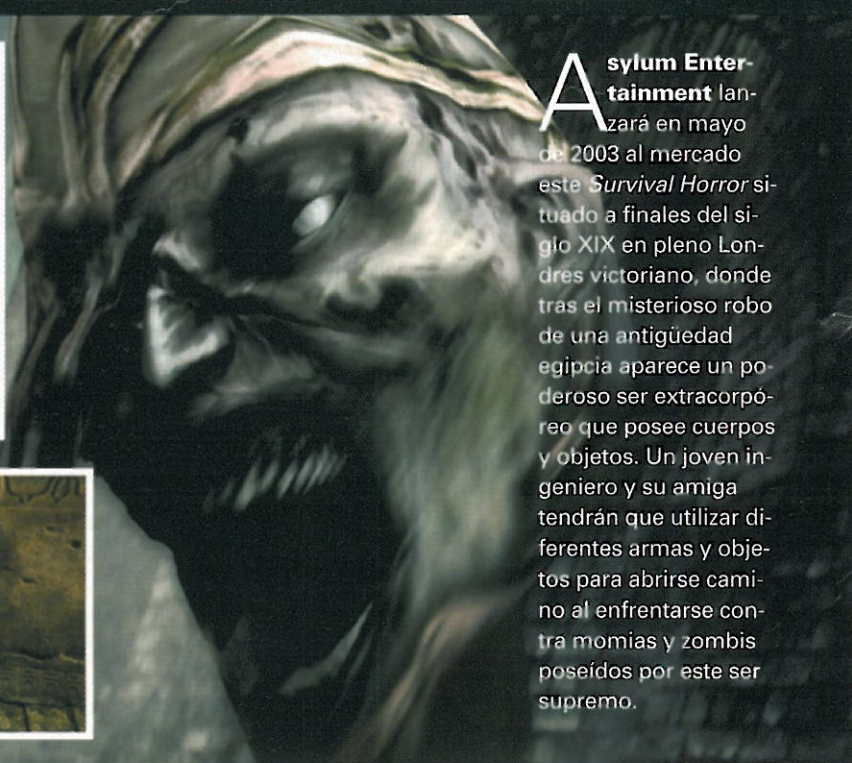 Asylum Enter-
tainment lan-
zará en mayo
de 2003 al mercado
este Survival Horror si-
tuado a finales del si-
glo XIX en pleno Lon-
dres victoriano, donde
tras el misterioso robo
de una antigüedad
egipcia aparece un po-
deroso ser extracorpó-
reo que posee cuerpos
y objetos. Un joven in-
geniero y su amiga
tendrán que utilizar di-
ferentes armas y obje-
tos para abrirse cami-
no al enfrentarse con-
tra momias y zombis
poseídos por este ser
supremo.